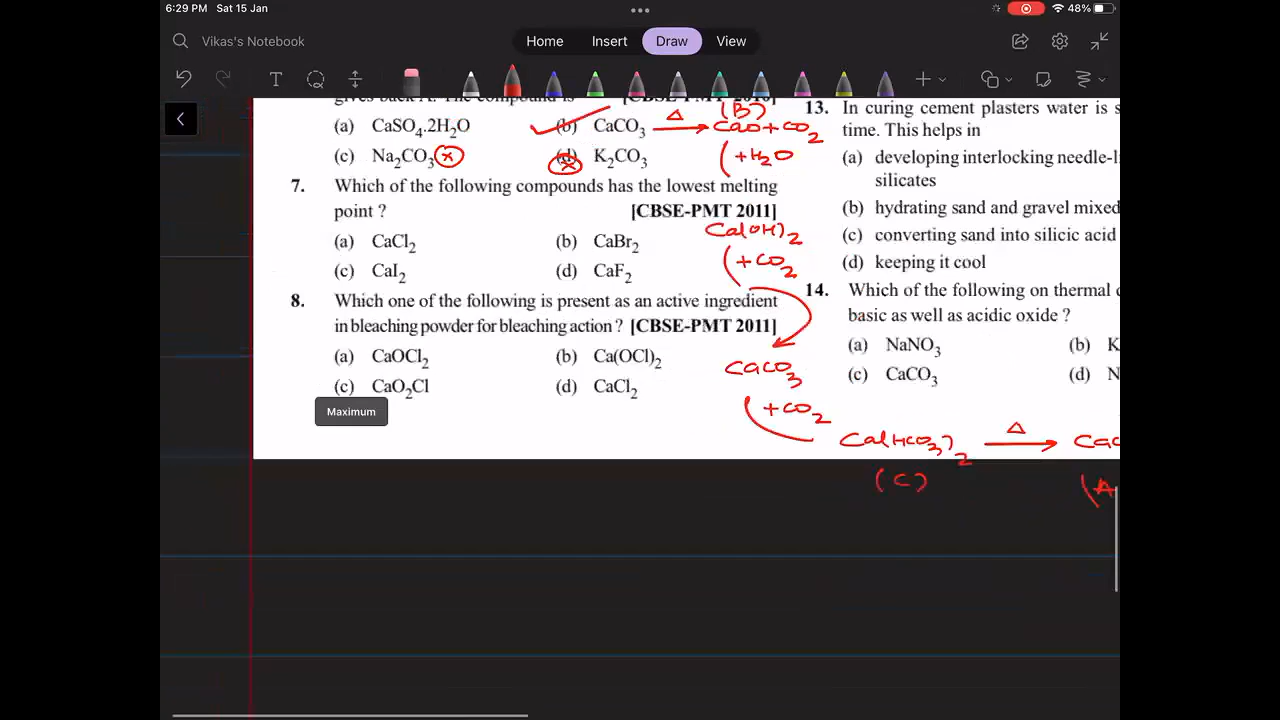 6:29 PM Sat 15 Jan
48%
Vikas's Notebook
Home Insert Draw View
(a) CaSO₄.2H₂O (b) CaCO₃ Δ → CaO + CO₂
(B)
(c) Na₂CO₃ (d) K₂CO₃
+H₂O
7. Which of the following compounds has the lowest melting
point ? [CBSE-PMT 2011]
Ca(OH)₂
(a) CaCl₂ (b) CaBr₂
+CO₂
(c) CaI₂ (d) CaF₂
8. Which one of the following is present as an active ingredient
in bleaching powder for bleaching action ? [CBSE-PMT 2011]
(a) CaOCl₂ (b) Ca(OCl)₂
CaCO₃
(c) CaO₂Cl (d) CaCl₂
Maximum
+CO₂
Ca(HCO₃)₂ Δ → CaC
(C) (A
13. In curing cement plasters water is s
time. This helps in
(a) developing interlocking needle-l
silicates
(b) hydrating sand and gravel mixed
(c) converting sand into silicic acid
(d) keeping it cool
14. Which of the following on thermal
basic as well as acidic oxide ?
(a) NaNO₃ (b) K
(c) CaCO₃ (d) N